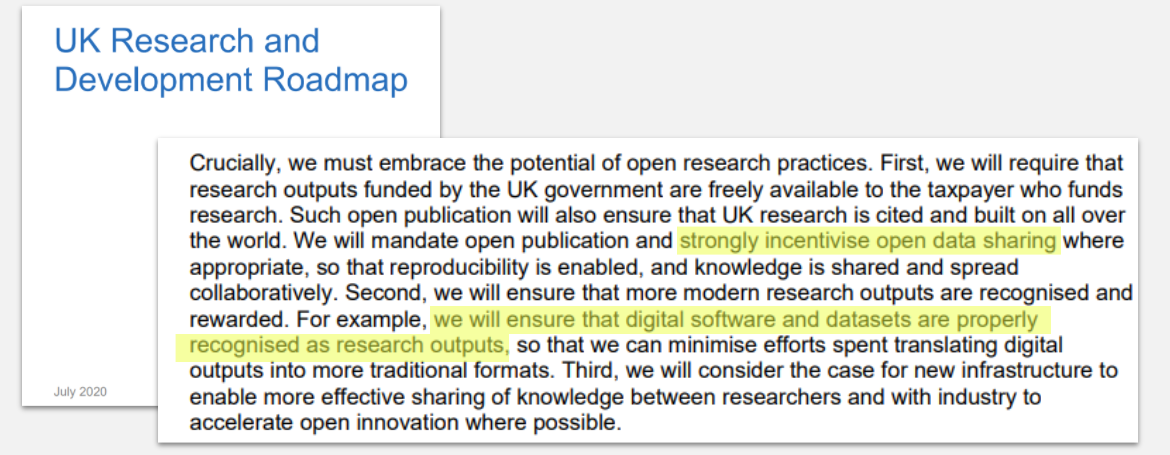 UK Research and
Development Roadmap
Crucially, we must embrace the potential of open research practices. First, we will require that
research outputs funded by the UK government are freely available to the taxpayer who funds
research. Such open publication will also ensure that UK research is cited and built on all over
the world. We will mandate open publication and strongly incentivise open data sharing where
appropriate, so that reproducibility is enabled, and knowledge is shared and spread
collaboratively. Second, we will ensure that more modern research outputs are recognised and
rewarded. For example, we will ensure that digital software and datasets are properly
recognised as research outputs, so that we can minimise efforts spent translating digital
outputs into more traditional formats. Third, we will consider the case for new infrastructure to
enable more effective sharing of knowledge between researchers and with industry to
accelerate open innovation where possible.
July 2020